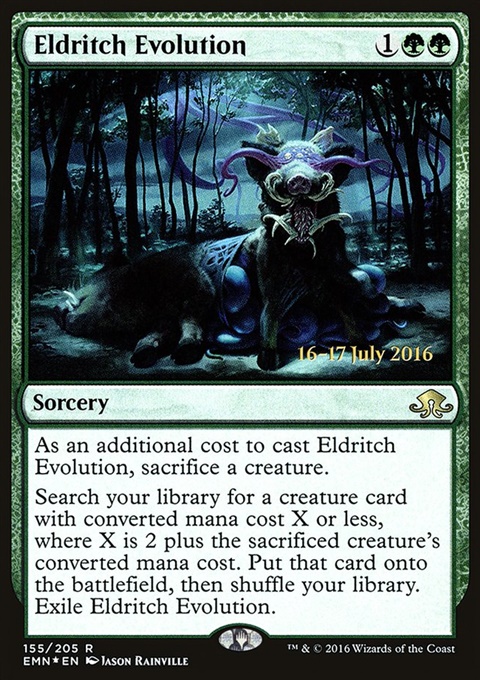 Eldritch Evolution 1
16–17 July 2016
Sorcery
As an additional cost to cast Eldritch
Evolution, sacrifice a creature.
Search your library for a creature card
with converted mana cost X or less,
where X is 2 plus the sacrificed creature's
converted mana cost. Put that card onto
the battlefield, then shuffle your library.
Exile Eldritch Evolution.
155/205 R
EMN★EN Jason Rainville
™ & © 2016 Wizards of the Coast